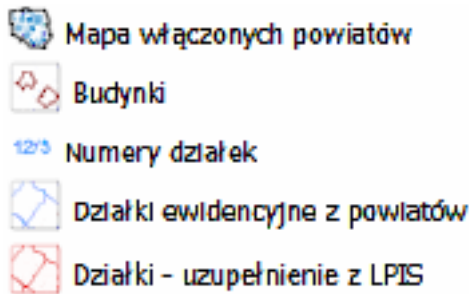 Mapa włączonych powiatów
Budynki
12/3 Numery działek
Działki ewidencyjne z powiatów
Działki - uzupełnienie z LPIS